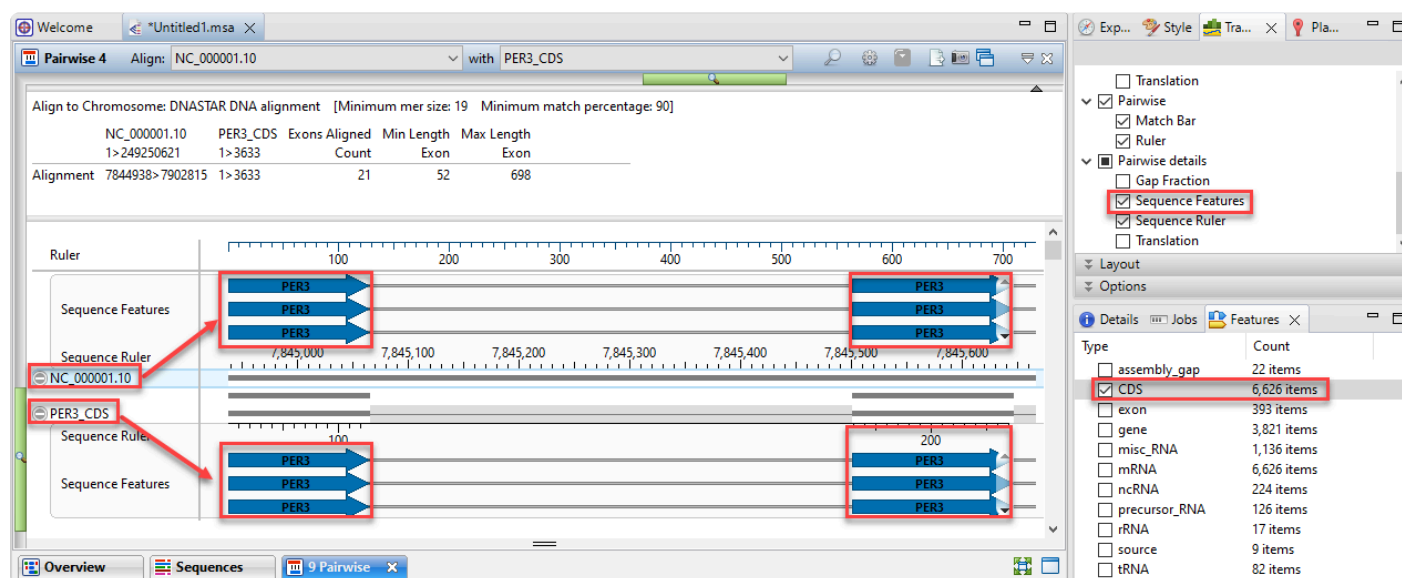 Welcome
*Untitled1.msa
Exp...
Style
Tra...
Pla...
Pairwise 4 Align: NC_000001.10 with PER3_CDS
Align to Chromosome: DNASTAR DNA alignment [Minimum mer size: 19 Minimum match percentage: 90]
NC_000001.10 PER3_CDS Exons Aligned Min Length Max Length
1>249250621 1>3633 Count Exon Exon
Alignment 7844938>7902815 1>3633 21 52 698
Ruler
100 200 300 400 500 600 700
PER3 PER3
Sequence Features PER3 PER3
PER3 PER3
Sequence Ruler 7,845,000 7,845,100 7,845,200 7,845,300 7,845,400 7,845,500 7,845,600
NC_000001.10
PER3_CDS
Sequence Ruler 100 200
PER3 PER3
Sequence Features PER3 PER3
PER3 PER3
Overview
Sequences
9 Pairwise
Translation
Pairwise
Match Bar
Ruler
Pairwise details
Gap Fraction
Sequence Features
Sequence Ruler
Translation
Layout
Options
Details
Jobs
Features
Type Count
assembly_gap 22 items
CDS 6,626 items
exon 393 items
gene 3,821 items
misc_RNA 1,136 items
mRNA 6,626 items
ncRNA 224 items
precursor_RNA 126 items
rRNA 17 items
source 9 items
tRNA 82 items